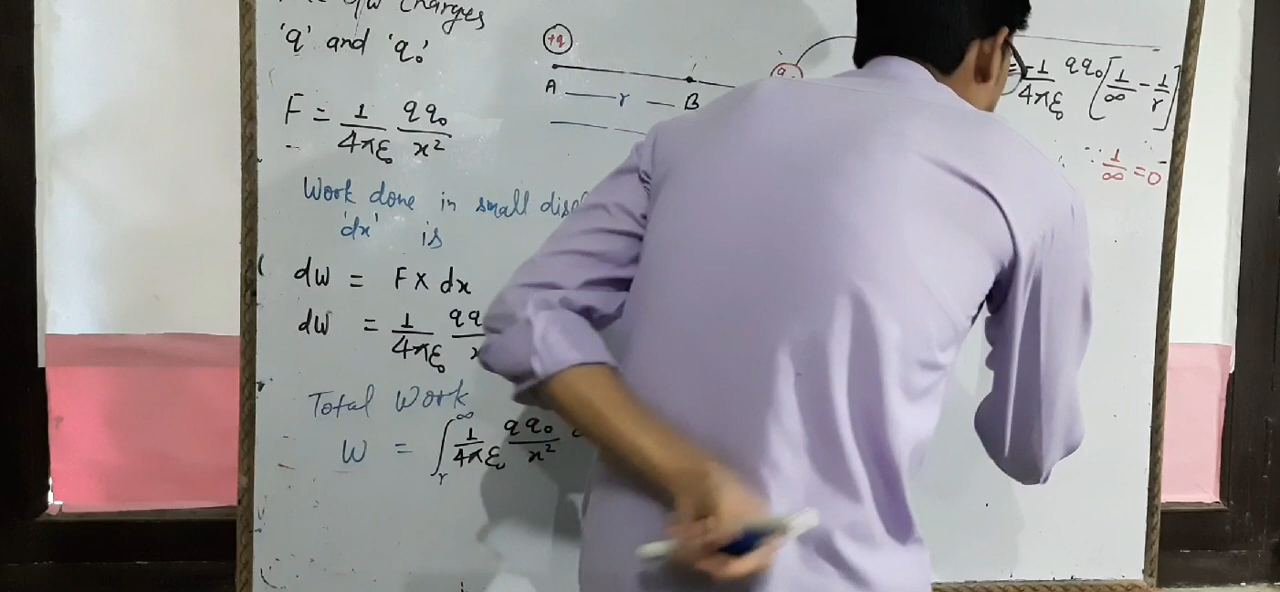 charges
'q' and 'q₀'
F = 1/4πε₀ qq₀/x²
Work done in small
'dx' is
dw = F x dx
dw = 1/4πε₀ qq
Total Work
W = ∫_r^∞ 1/4πε₀ qq₀/x²
+q
A r B
= -1/4πε₀ qq₀ [1/∞ - 1/r]
∵ 1/∞ = 0